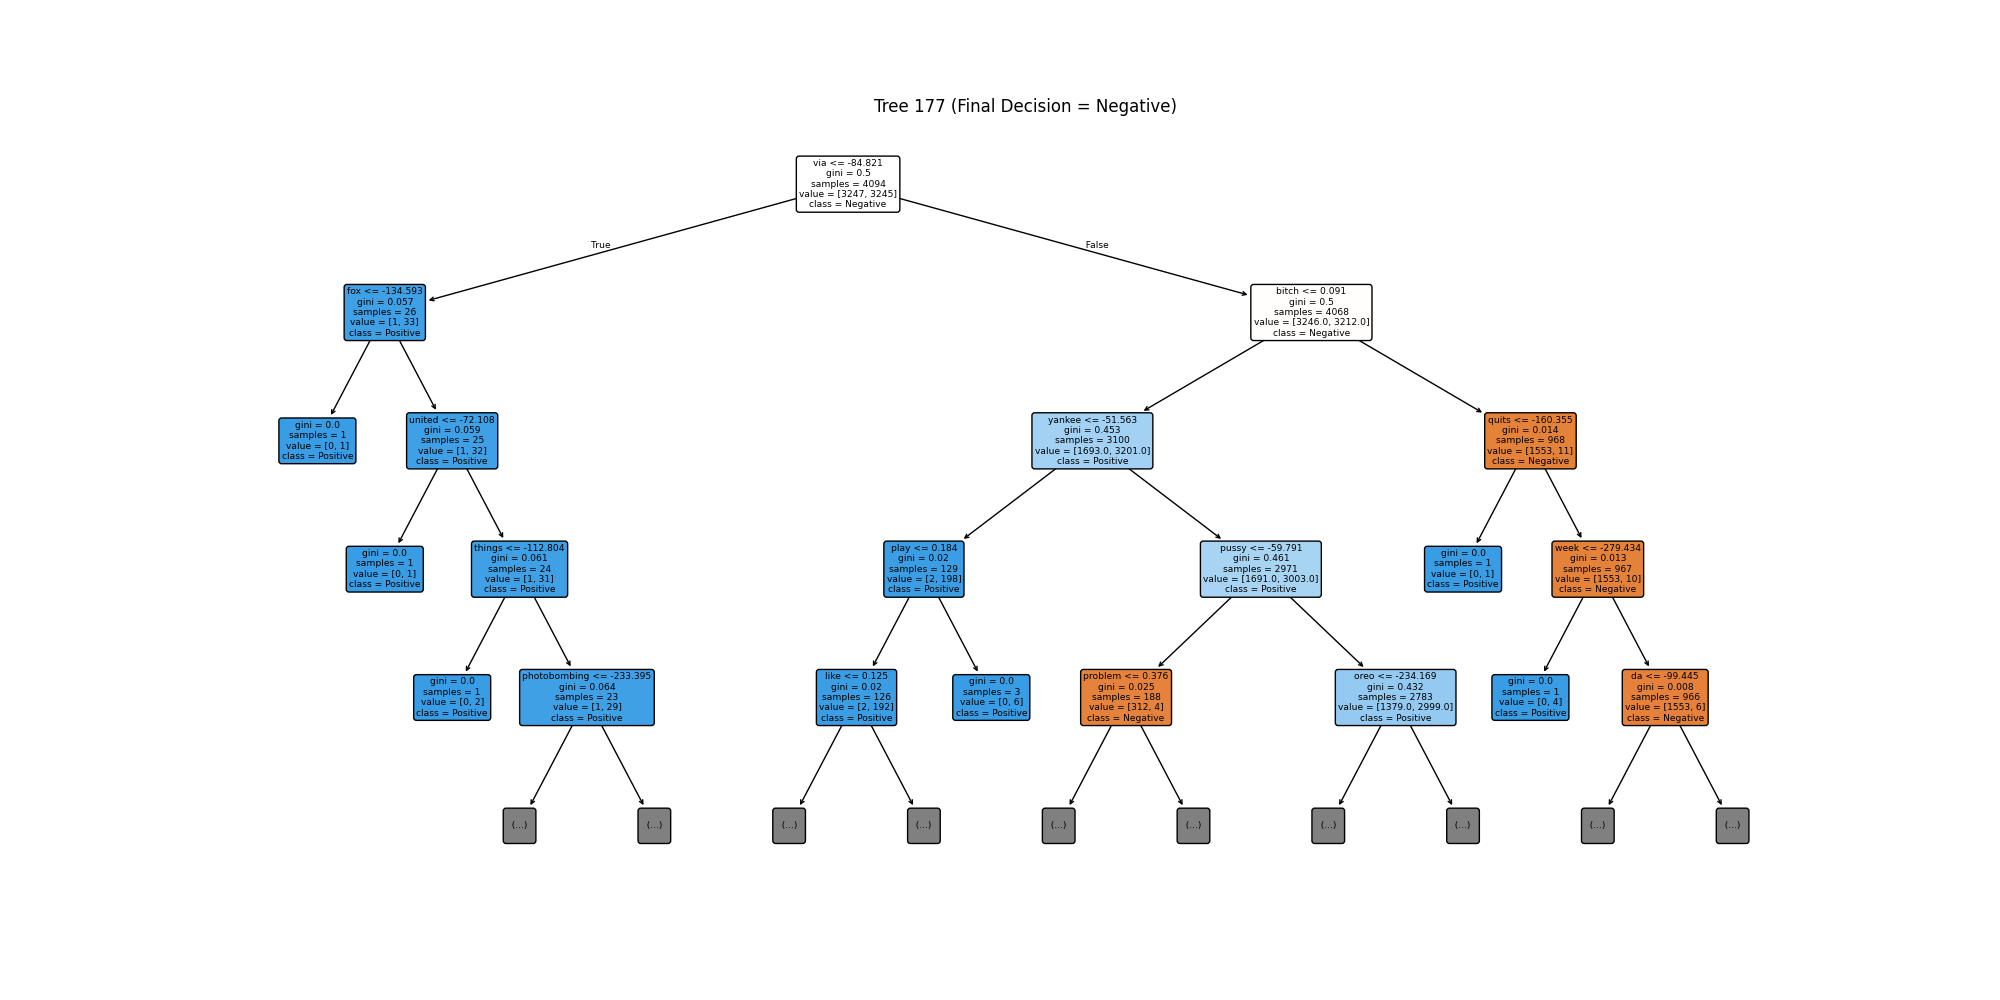 Tree 177 (Final Decision = Negative)
via <= -84.821
gini = 0.5
samples = 4094
value = [3247, 3245]
class = Negative
True
False
fox <= -134.593
gini = 0.057
samples = 26
value = [1, 33]
class = Positive
bitch <= 0.091
gini = 0.5
samples = 4068
value = [3246.0, 3212.0]
class = Negative
gini = 0.0
samples = 1
value = [0, 1]
class = Positive
united <= -72.108
gini = 0.059
samples = 25
value = [1, 32]
class = Positive
yankee <= -51.563
gini = 0.453
samples = 3100
value = [1693.0, 3201.0]
class = Positive
quits <= -160.355
gini = 0.014
samples = 968
value = [1553, 11]
class = Negative
gini = 0.0
samples = 1
value = [0, 1]
class = Positive
things <= -112.804
gini = 0.061
samples = 24
value = [1, 31]
class = Positive
play <= 0.184
gini = 0.02
samples = 129
value = [2, 198]
class = Positive
pussy <= -59.791
gini = 0.461
samples = 2971
value = [1691.0, 3003.0]
class = Positive
gini = 0.0
samples = 1
value = [0, 1]
class = Positive
week <= -279.434
gini = 0.013
samples = 967
value = [1553, 10]
class = Negative
gini = 0.0
samples = 1
value = [0, 2]
class = Positive
photobombing <= -233.395
gini = 0.064
samples = 23
value = [1, 29]
class = Positive
like <= 0.125
gini = 0.02
samples = 126
value = [2, 192]
class = Positive
gini = 0.0
samples = 3
value = [0, 6]
class = Positive
problem <= 0.376
gini = 0.025
samples = 188
value = [312, 4]
class = Negative
oreo <= -234.169
gini = 0.432
samples = 2783
value = [1379.0, 2999.0]
class = Positive
gini = 0.0
samples = 1
value = [0, 4]
class = Positive
da <= -99.445
gini = 0.008
samples = 966
value = [1553, 6]
class = Negative
(...)
(...)
(...)
(...)
(...)
(...)
(...)
(...)
(...)
(...)